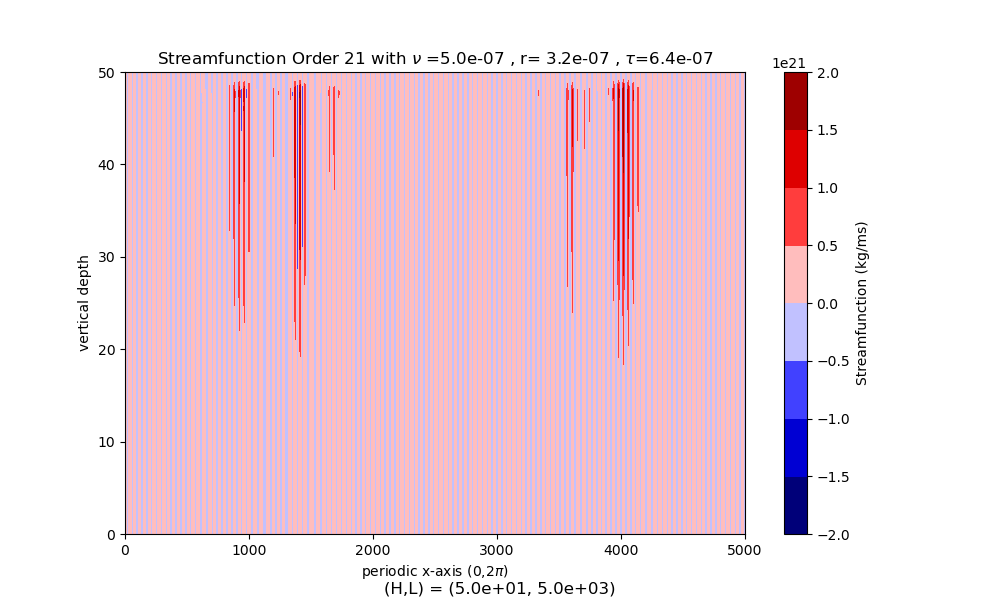 Streamfunction Order 21 with ν =5.0e-07 , r= 3.2e-07 , τ=6.4e-07
1e21
50
40
30
20
10
0
vertical depth
0 1000 2000 3000 4000 5000
periodic x-axis (0,2π)
(H,L) = (5.0e+01, 5.0e+03)
2.0
1.5
1.0
0.5
0.0
−0.5
−1.0
−1.5
−2.0
Streamfunction (kg/ms)